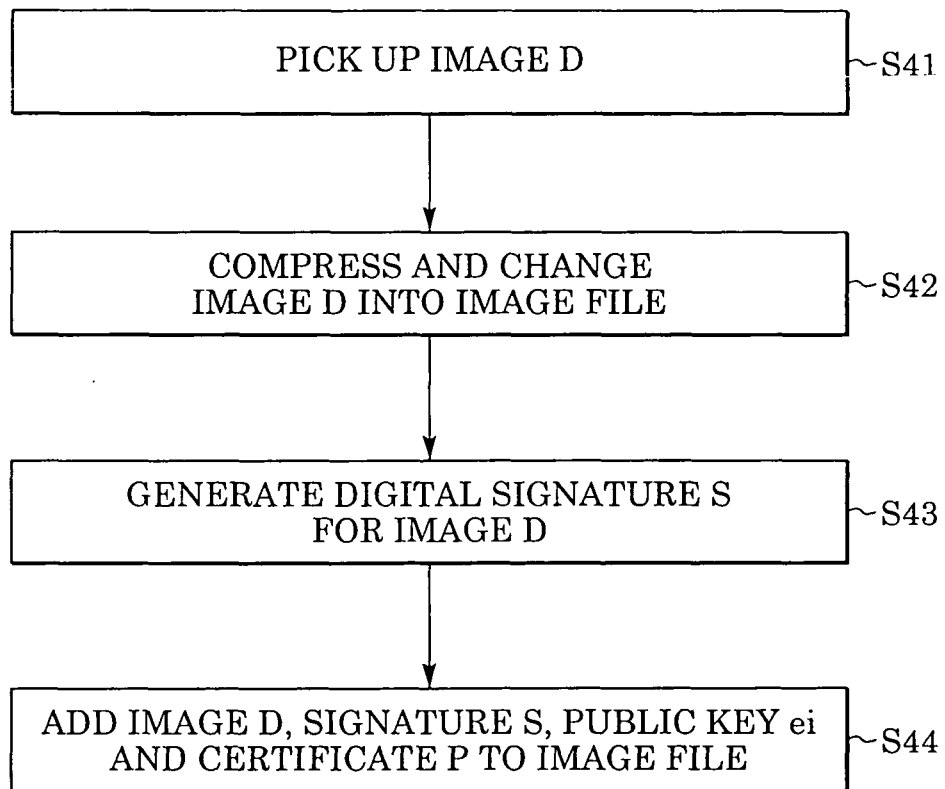 PICK UP IMAGE D
S41
COMPRESS AND CHANGE
IMAGE D INTO IMAGE FILE
S42
GENERATE DIGITAL SIGNATURE S
FOR IMAGE D
S43
ADD IMAGE D, SIGNATURE S, PUBLIC KEY ei
AND CERTIFICATE P TO IMAGE FILE
S44